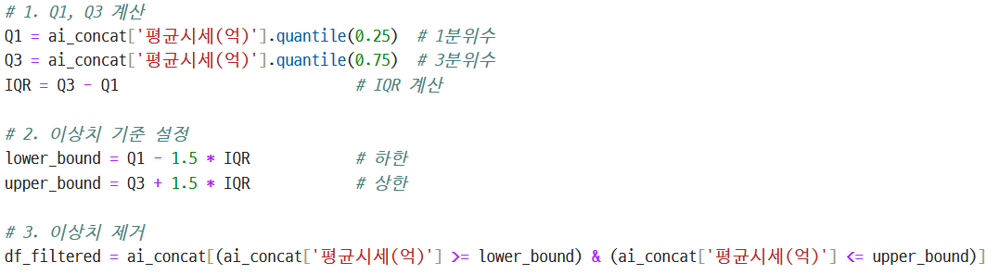 # 1. Q1, Q3 계산
Q1 = ai_concat['평균시세(억)'].quantile(0.25)  # 1분위수
Q3 = ai_concat['평균시세(억)'].quantile(0.75)  # 3분위수
IQR = Q3 - Q1                                # IQR 계산

# 2. 이상치 기준 설정
lower_bound = Q1 - 1.5 * IQR              # 하한
upper_bound = Q3 + 1.5 * IQR              # 상한

# 3. 이상치 제거
df_filtered = ai_concat[(ai_concat['평균시세(억)'] >= lower_bound) & (ai_concat['평균시세(억)'] <= upper_bound)]